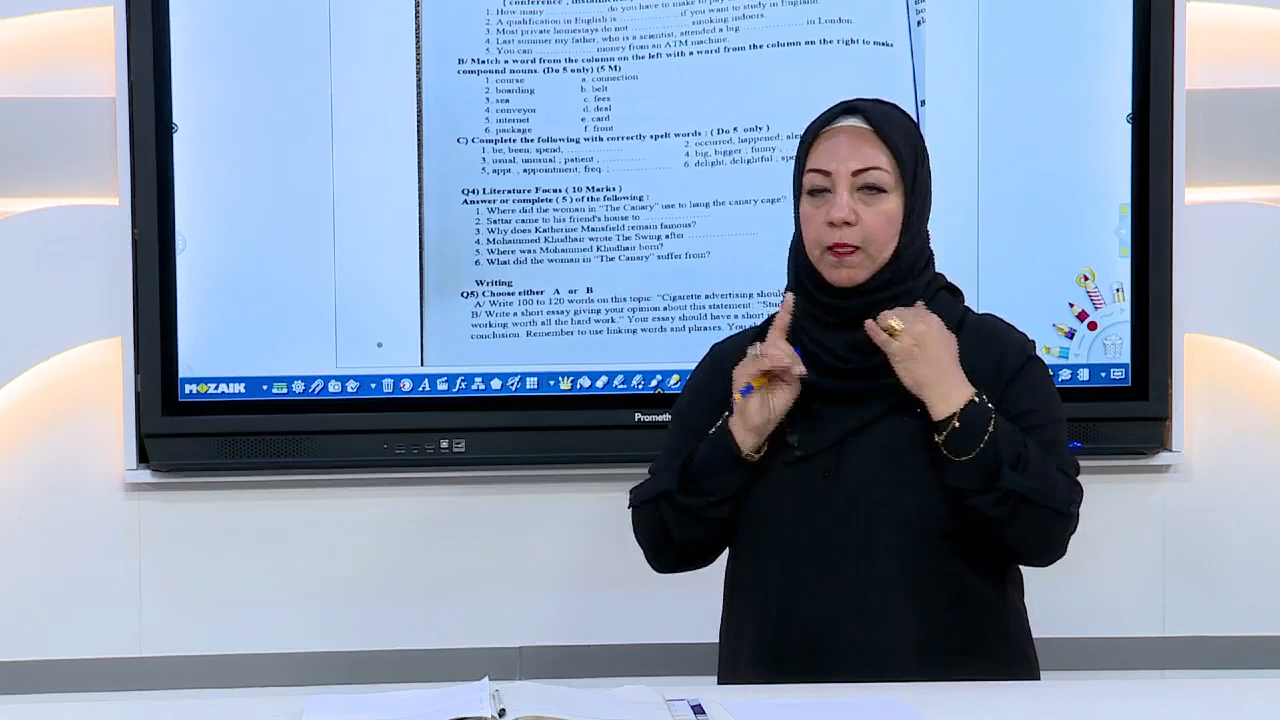 1. How many .............. do you have to make to pay
2. A qualification in English is .............. if you want to study in England.
3. Most private homestays do not .............. smoking indoors.
4. Last summer my father, who is a scientist, attended a big .............. in London.
5. You can .............. money from an ATM machine.
B/ Match a word from the column on the left with a word from the column on the right to make
compound nouns. (Do 5 only) (5 M)
1. course a. connection
2. boarding b. belt
3. sea c. fees
4. conveyor d. deal
5. internet e. card
6. package f. front
C) Complete the following with correctly spelt words : ( Do 5 only )
1. be, been; spend, .............. 2. occurred, happened;
3. usual, unusual ; patient , .............. 4. big, bigger ; funny ,
5, appt. , appointment; freq. ; .............. 6. delight, delightful ;
Q4) Literature Focus ( 10 Marks )
Answer or complete ( 5 ) of the following :
1. Where did the woman in "The Canary" use to hang the canary cage?
2. Sattar came to his friend's house to ..............
3. Why does Katherine Mansfield remain famous?
4. Mohammed Khudhair wrote The Swing after ..............
5. Where was Mohammed Khudhair born?
6. What did the woman in "The Canary" suffer from?
Writing
Q5) Choose either A or B
A/ Write 100 to 120 words on this topic: "Cigarette advertising
B/ Write a short essay giving your opinion about this statement:
working worth all the hard work." Your essay should have a short
conclusion. Remember to use linking words and phrases.
MOZAIK
Prometh